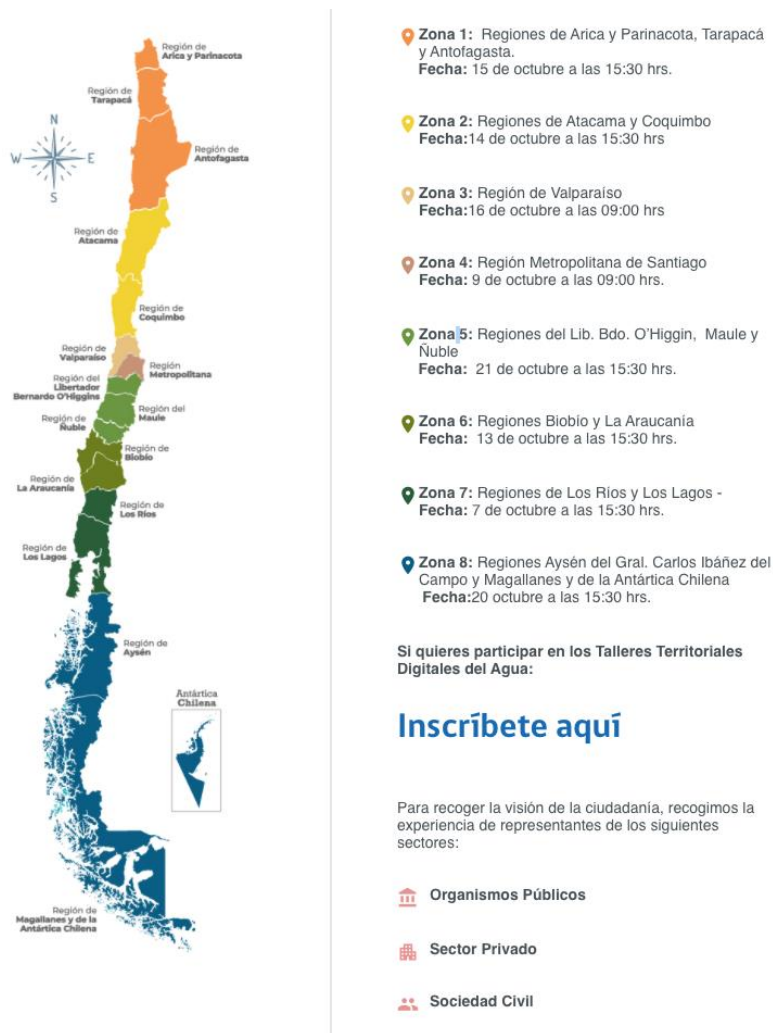 Región de
Arica y Parinacota
Región de
Tarapacá
N
W
E
S
Región de
Antofagasta
Región de
Atacama
Región de
Coquimbo
Región de
Valparaíso
Región
Metropolitana
Región del
Libertador
Bernardo O'Higgins
Región del
Maule
Región de
Ñuble
Región de
Biobío
Región de
La Araucanía
Región de
Los Ríos
Región de
Los Lagos
Región de
Aysén
Antártica
Chilena
Región de
Magallanes y de la
Antártica Chilena
Zona 1: Regiones de Arica y Parinacota, Tarapacá
y Antofagasta.
Fecha: 15 de octubre a las 15:30 hrs.
Zona 2: Regiones de Atacama y Coquimbo
Fecha:14 de octubre a las 15:30 hrs
Zona 3: Región de Valparaíso
Fecha:16 de octubre a las 09:00 hrs
Zona 4: Región Metropolitana de Santiago
Fecha: 9 de octubre a las 09:00 hrs.
Zona 5: Regiones del Lib. Bdo. O'Higgin, Maule y
Ñuble
Fecha: 21 de octubre a las 15:30 hrs.
Zona 6: Regiones Biobío y La Araucanía
Fecha: 13 de octubre a las 15:30 hrs.
Zona 7: Regiones de Los Ríos y Los Lagos -
Fecha: 7 de octubre a las 15:30 hrs.
Zona 8: Regiones Aysén del Gral. Carlos Ibáñez del
Campo y Magallanes y de la Antártica Chilena
Fecha:20 octubre a las 15:30 hrs.
Si quieres participar en los Talleres Territoriales
Digitales del Agua:
Inscríbete aquí
Para recoger la visión de la ciudadanía, recogimos la
experiencia de representantes de los siguientes
sectores:
Organismos Públicos
Sector Privado
Sociedad Civil